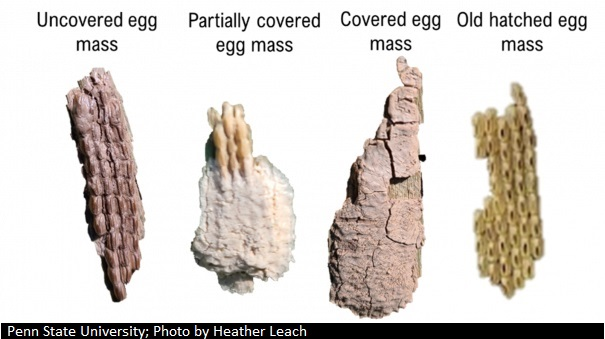 Uncovered egg
mass
Partially covered
egg mass
Covered egg
mass
Old hatched egg
mass
Penn State University; Photo by Heather Leach